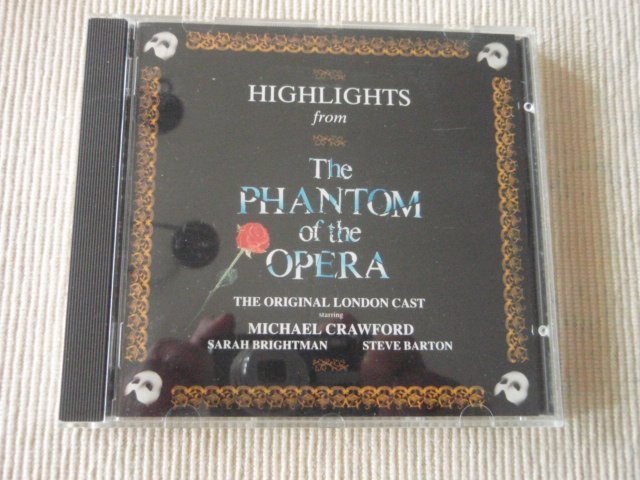 HIGHLIGHTS
from
The
PHANTOM
of the
OPERA
THE ORIGINAL LONDON CAST
starring
MICHAEL CRAWFORD
SARAH BRIGHTMAN STEVE BARTON